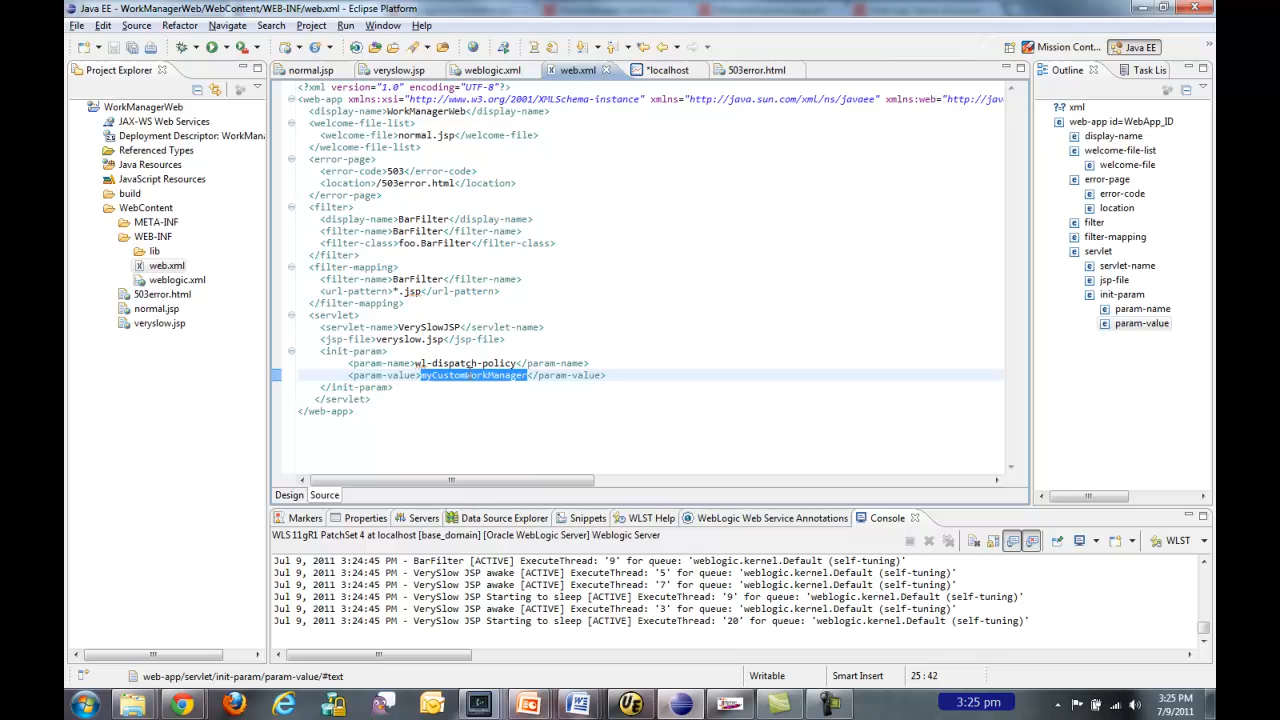 Java EE - WorkManagerWeb/WebContent/WEB-INF/web.xml - Eclipse Platform
File Edit Source Refactor Navigate Search Project Run Window Help
Mission Cont... Java EE
Project Explorer
normal.jsp veryslow.jsp weblogic.xml web.xml *localhost 503error.html
Outline Task Lis
WorkManagerWeb
JAX-WS Web Services
Deployment Descriptor: WorkMana
Referenced Types
Java Resources
JavaScript Resources
build
WebContent
META-INF
WEB-INF
lib
web.xml
weblogic.xml
503error.html
normal.jsp
veryslow.jsp
<?xml version="1.0" encoding="UTF-8"?>
<web-app xmlns:xsi="http://www.w3.org/2001/XMLSchema-instance" xmlns="http://java.sun.com/xml/ns/javaee" xmlns:web="http://jav
<display-name>WorkManagerWeb</display-name>
<welcome-file-list>
<welcome-file>normal.jsp</welcome-file>
</welcome-file-list>
<error-page>
<error-code>503</error-code>
<location>/503error.html</location>
</error-page>
<filter>
<display-name>BarFilter</display-name>
<filter-name>BarFilter</filter-name>
<filter-class>foo.BarFilter</filter-class>
</filter>
<filter-mapping>
<filter-name>BarFilter</filter-name>
<url-pattern>*.jsp</url-pattern>
</filter-mapping>
<servlet>
<servlet-name>VerySlowJSP</servlet-name>
<jsp-file>veryslow.jsp</jsp-file>
<init-param>
<param-name>wl-dispatch-policy</param-name>
<param-value>myCustomWorkManager</param-value>
</init-param>
</servlet>
</web-app>
Design Source
xml
web-app id=WebApp_ID
display-name
welcome-file-list
welcome-file
error-page
error-code
location
filter
filter-mapping
servlet
servlet-name
jsp-file
init-param
param-name
param-value
Markers Properties Servers Data Source Explorer Snippets WLST Help WebLogic Web Service Annotations Console
WLS 11gR1 PatchSet 4 at localhost [base_domain] [Oracle WebLogic Server] Weblogic Server
WLST
Jul 9, 2011 3:24:45 PM - BarFilter [ACTIVE] ExecuteThread: '9' for queue: 'weblogic.kernel.Default (self-tuning)'
Jul 9, 2011 3:24:45 PM - VerySlow JSP awake [ACTIVE] ExecuteThread: '5' for queue: 'weblogic.kernel.Default (self-tuning)'
Jul 9, 2011 3:24:45 PM - VerySlow JSP awake [ACTIVE] ExecuteThread: '7' for queue: 'weblogic.kernel.Default (self-tuning)'
Jul 9, 2011 3:24:45 PM - VerySlow JSP Starting to sleep [ACTIVE] ExecuteThread: '9' for queue: 'weblogic.kernel.Default (self-tuning)'
Jul 9, 2011 3:24:45 PM - VerySlow JSP awake [ACTIVE] ExecuteThread: '3' for queue: 'weblogic.kernel.Default (self-tuning)'
Jul 9, 2011 3:24:45 PM - VerySlow JSP Starting to sleep [ACTIVE] ExecuteThread: '20' for queue: 'weblogic.kernel.Default (self-tuning)'
web-app/servlet/init-param/param-value/#text Writable Smart Insert 25 : 42
3:25 pm
3:25 PM
7/9/2011